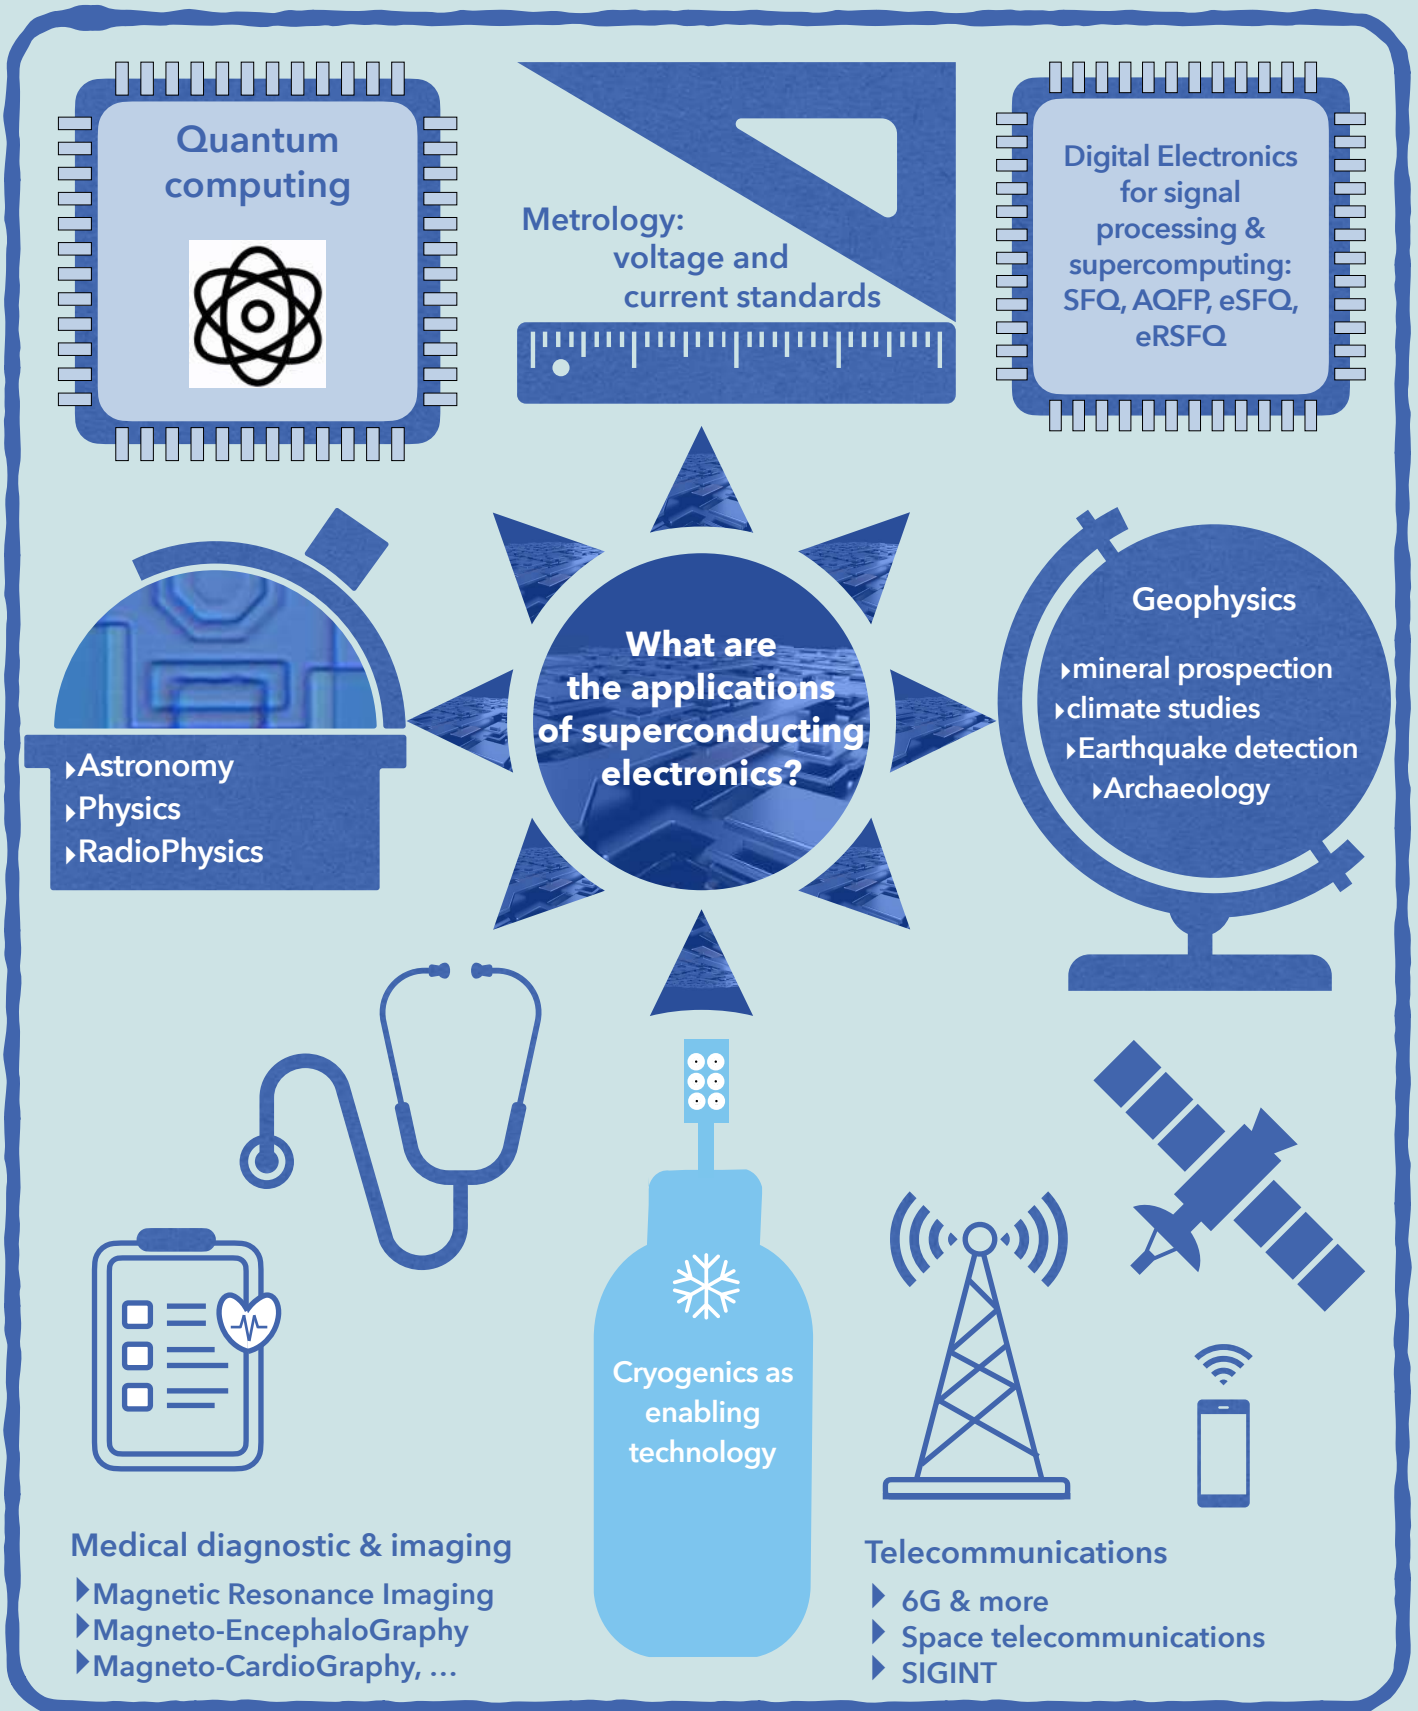 Quantum
computing
Metrology:
voltage and
current standards
Digital Electronics
for signal
processing &
supercomputing:
SFQ, AQFP, eSFQ,
eRSFQ
What are
the applications
of superconducting
electronics?
▸Astronomy
▸Physics
▸RadioPhysics
Geophysics
▸mineral prospection
▸climate studies
▸Earthquake detection
▸Archaeology
Cryogenics as
enabling
technology
Medical diagnostic & imaging
▸Magnetic Resonance Imaging
▸Magneto-EncephaloGraphy
▸Magneto-CardioGraphy, …
Telecommunications
▸ 6G & more
▸ Space telecommunications
▸ SIGINT